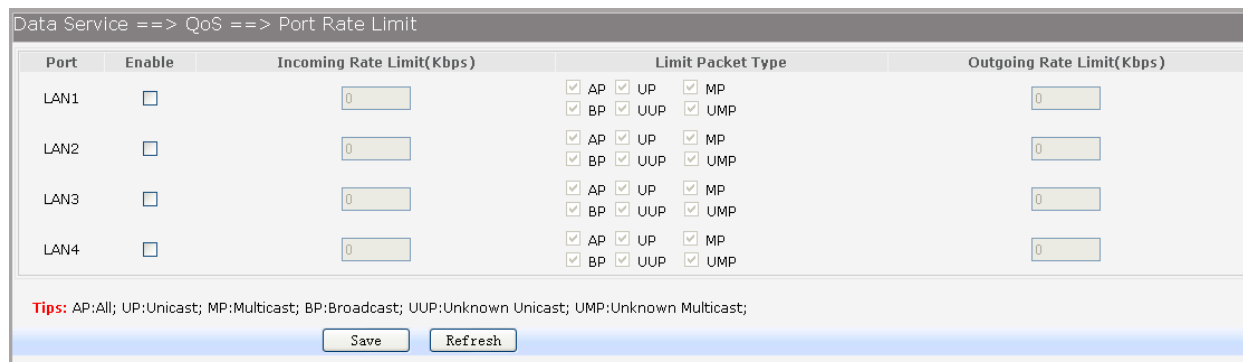 Data Service ==> QoS ==> Port Rate Limit
Port Enable Incoming Rate Limit(Kbps) Limit Packet Type Outgoing Rate Limit(Kbps)
LAN1 0 AP UP MP 0
BP UUP UMP
LAN2 0 AP UP MP 0
BP UUP UMP
LAN3 0 AP UP MP 0
BP UUP UMP
LAN4 0 AP UP MP 0
BP UUP UMP
Tips: AP:All; UP:Unicast; MP:Multicast; BP:Broadcast; UUP:Unknown Unicast; UMP:Unknown Multicast;
Save Refresh